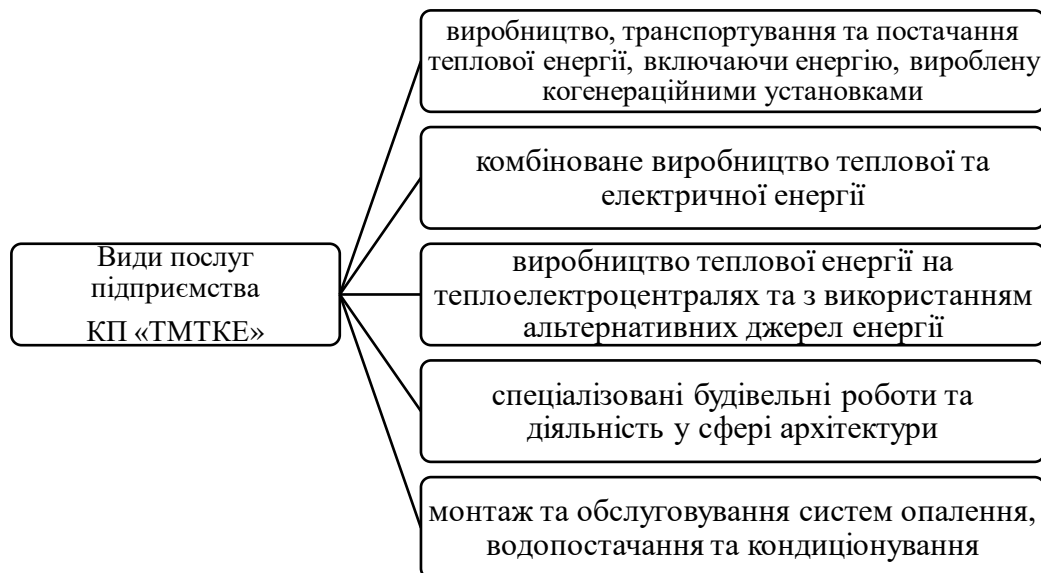 Види послуг
підприємства
КП «ТМТКЕ»
виробництво, транспортування та постачання
теплової енергії, включаючи енергію, вироблену
когенераційними установками
комбіноване виробництво теплової та
електричної енергії
виробництво теплової енергії на
теплоелектроцентралях та з використанням
альтернативних джерел енергії
спеціалізовані будівельні роботи та
діяльність у сфері архітектури
монтаж та обслуговування систем опалення,
водопостачання та кондиціонування